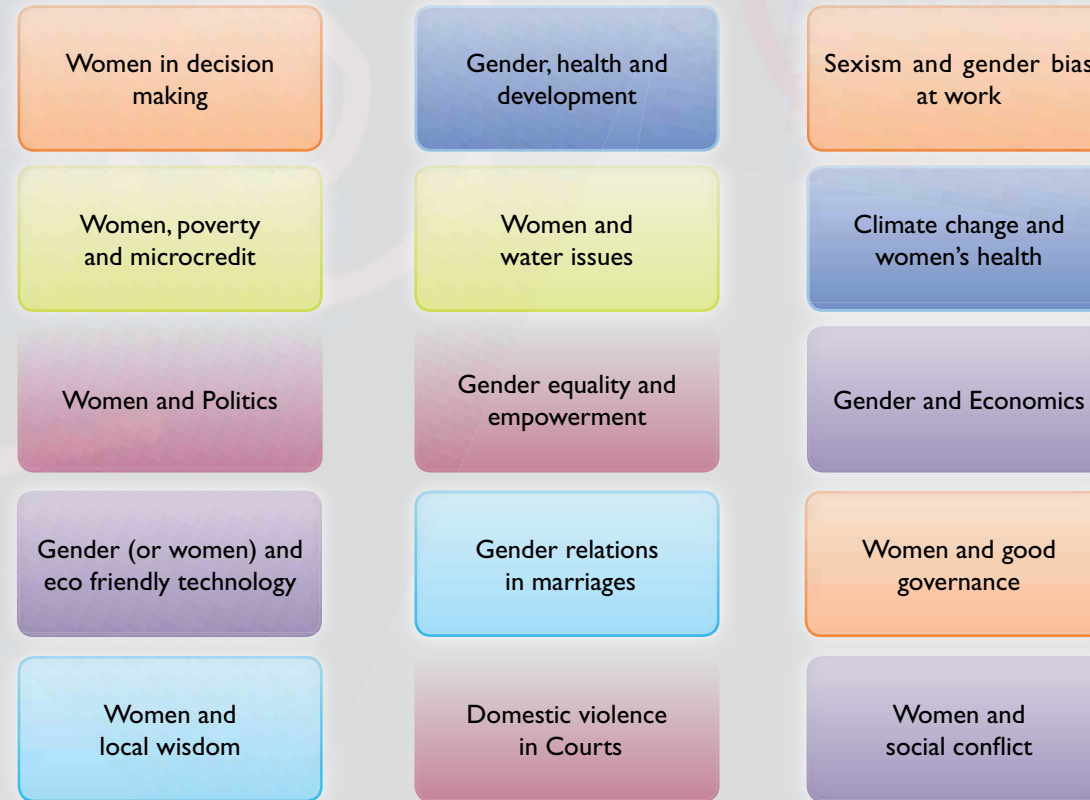 Women in decision
making
Gender, health and
development
Sexism and gender bias
at work
Women, poverty
and microcredit
Women and
water issues
Climate change and
women's health
Women and Politics
Gender equality and
empowerment
Gender and Economics
Gender (or women) and
eco friendly technology
Gender relations
in marriages
Women and good
governance
Women and
local wisdom
Domestic violence
in Courts
Women and
social conflict